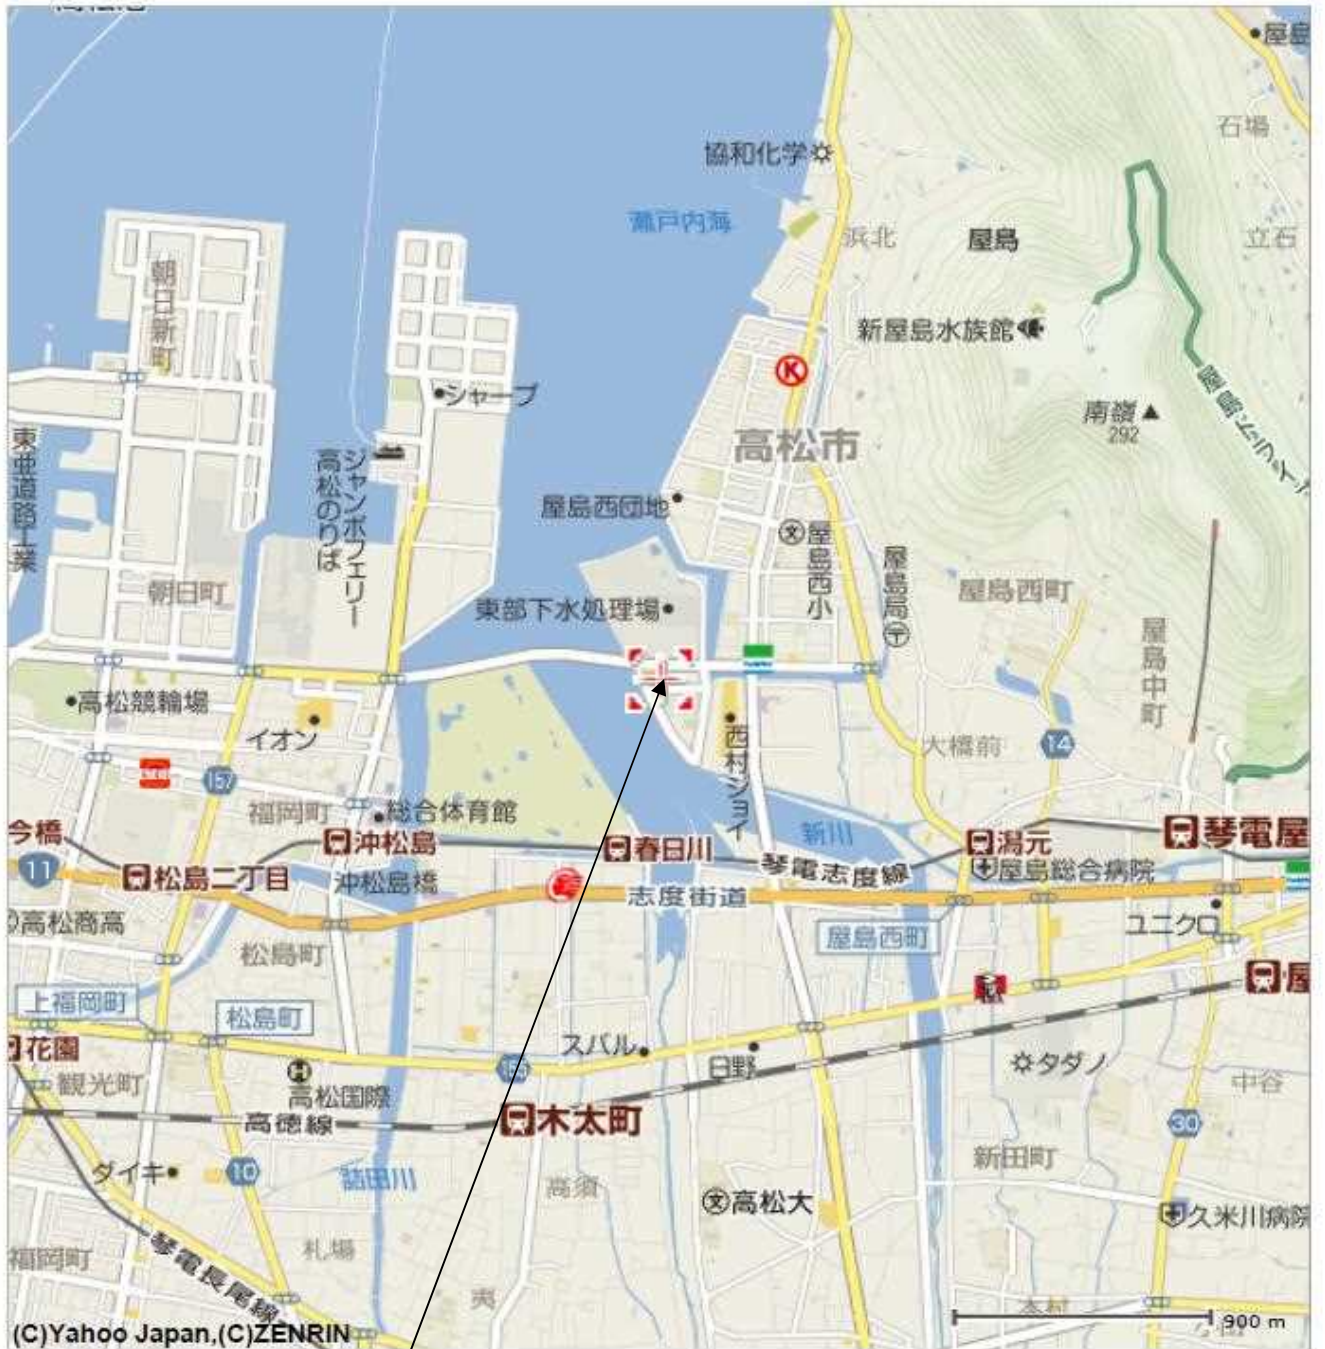 屋島
石場
協和化学
瀬戸内海
浜北
屋島
立石
朝日新町
新屋島水族館
シャープ
南嶺
292
屋島ドライブ
東亜道路工業
ジャンボフェリー
高松のりば
高松市
屋島西団地
屋島西小
屋島局
朝日町
東部下水処理場
屋島西町
屋島中町
高松競輪場
イオン
西村ジョイ
大橋前
14
157
福岡町
総合体育館
新川
今橋
沖松島
春日川
潟元
琴電屋
11
松島二丁目
沖松島橋
琴電志度線
屋島総合病院
志度街道
高松商高
ユニクロ
松島町
屋島西町
屋
上福岡町
松島町
花園
スバル
日野
タダノ
観光町
高松国際
155
中谷
高徳線
木太町
30
ダイキ
10
詰田川
高須
新田町
高松大
久米川病院
福岡町
札場
琴電長尾線
夷
本村
(C)Yahoo Japan,(C)ZENRIN
900 m